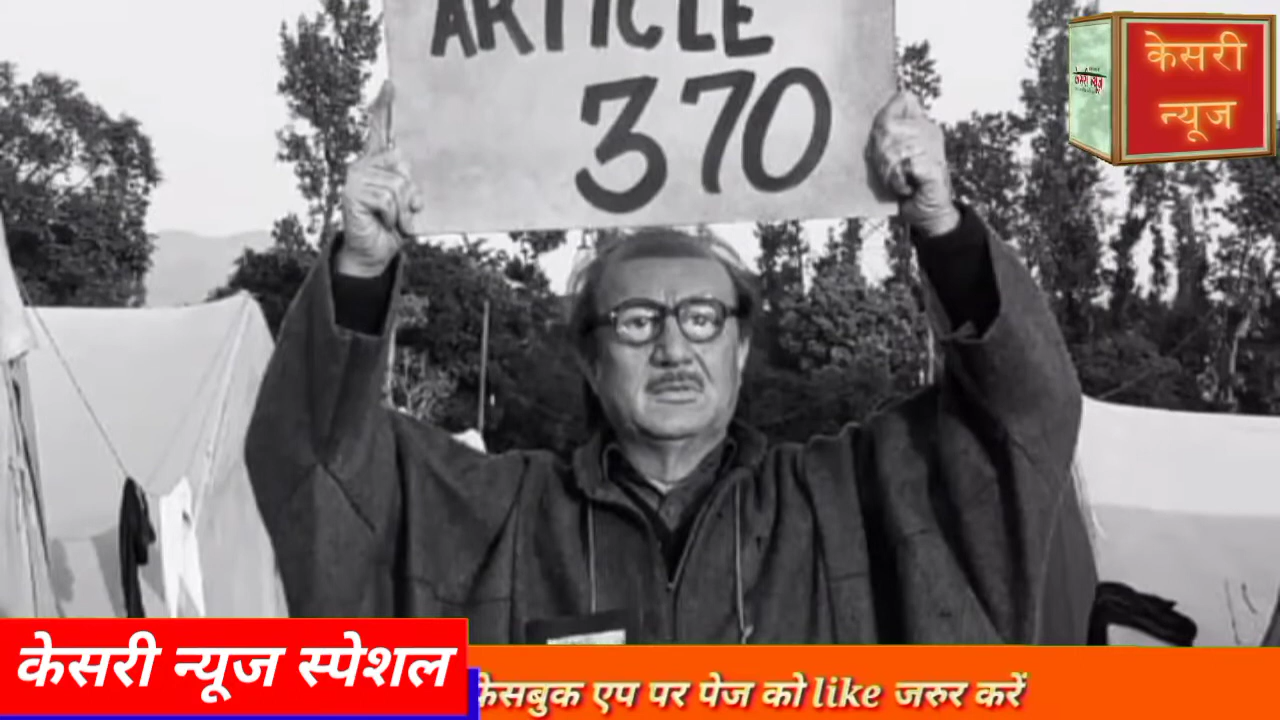 ARTICLE
370
केसरी
न्यूज
केसरी न्यूज स्पेशल
फेसबुक एप पर पेज को like जरुर करें